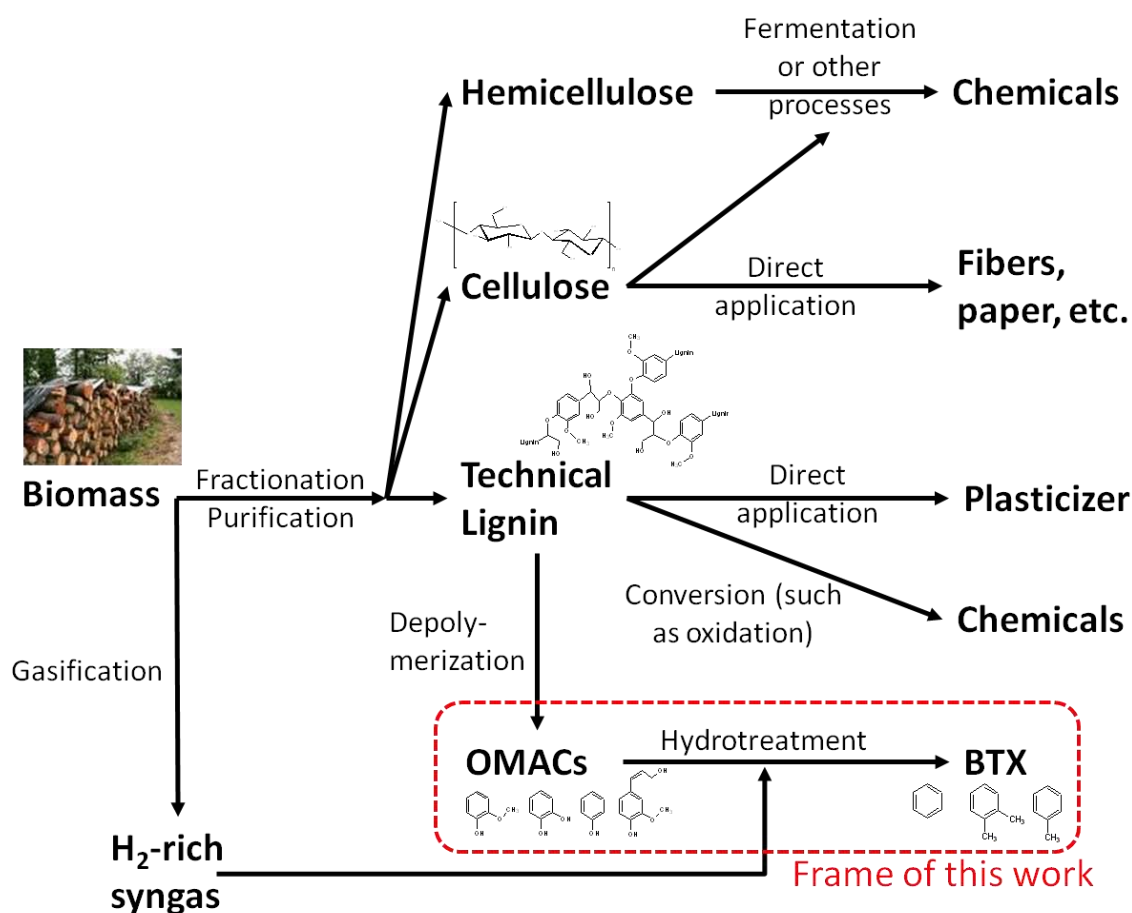 Fermentation
or other
processes
Hemicellulose
Chemicals
Cellulose
Direct
application
Fibers,
paper, etc.
Biomass
Fractionation
Purification
Technical
Lignin
Direct
application
Plasticizer
Conversion (such
as oxidation)
Chemicals
Gasification
Depoly-
merization
OMACs
Hydrotreatment
BTX
H₂-rich
syngas
Frame of this work